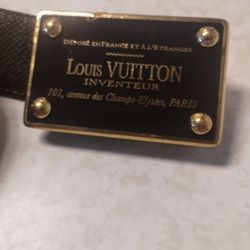 DÉPOSÉ EN FRANCE ET À L'ÉTRANGER
LOUIS VUITTON
INVENTEUR
101, avenue des Champs-Elysées, PARIS